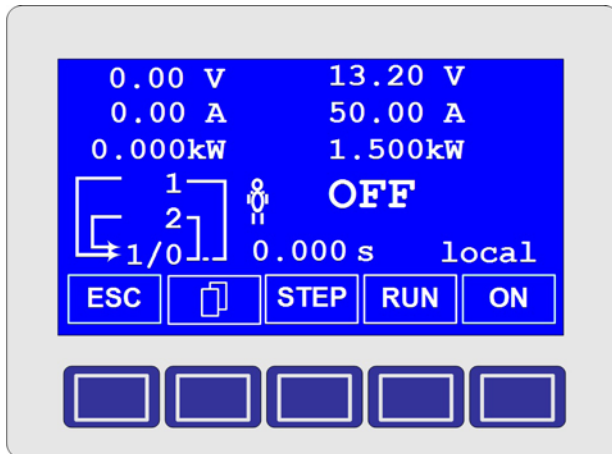 0.00 V 13.20 V
0.00 A 50.00 A
0.000kW 1.500kW
1 OFF
2
1/0 0.000 s local
ESC STEP RUN ON